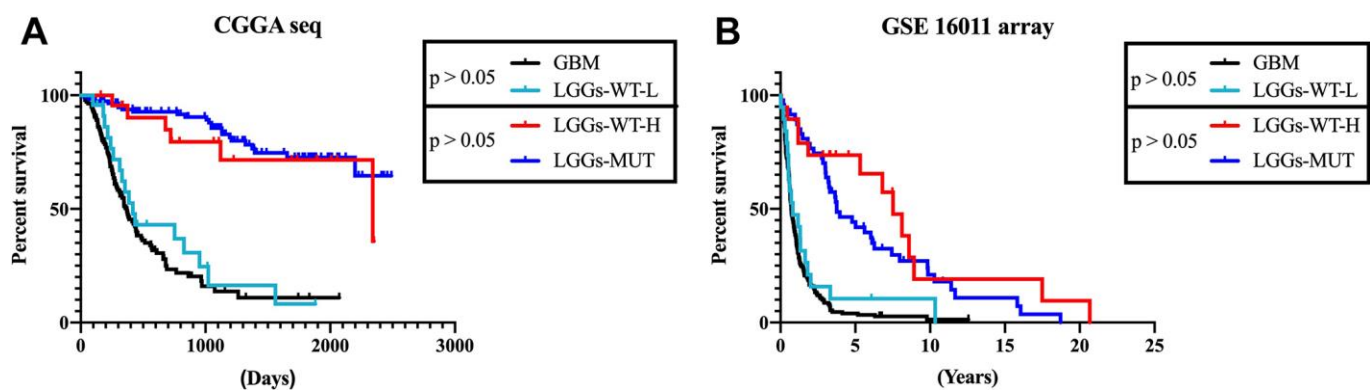 A
CGGA seq
p > 0.05
GBM
LGGs-WT-L
p > 0.05
LGGs-WT-H
LGGs-MUT
Percent survival
100
50
0
0 1000 2000 3000
(Days)
B
GSE 16011 array
p > 0.05
GBM
LGGs-WT-L
p > 0.05
LGGs-WT-H
LGGs-MUT
Percent survival
100
50
0
0 5 10 15 20 25
(Years)